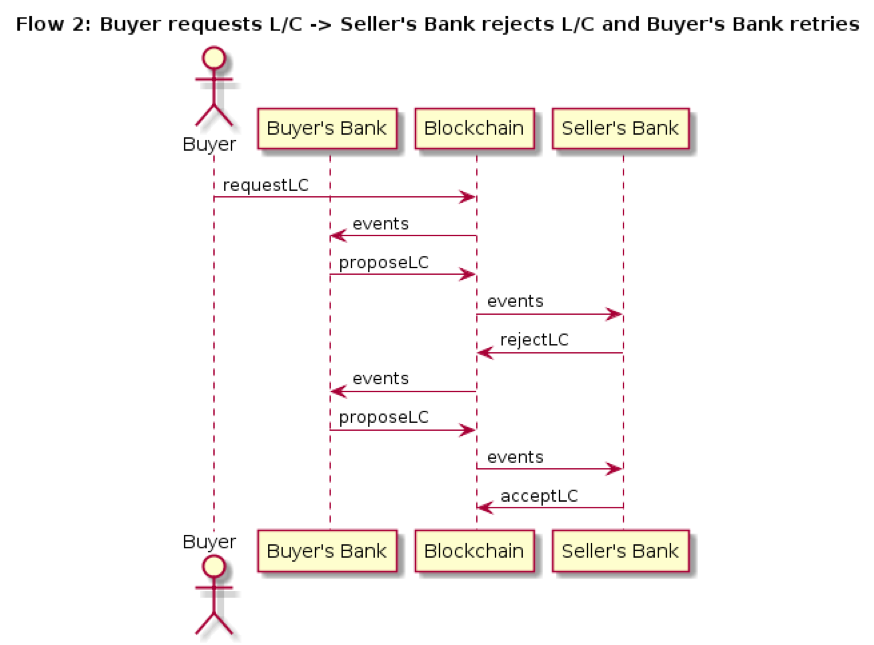 Flow 2: Buyer requests L/C -> Seller's Bank rejects L/C and Buyer's Bank retries
Buyer
Buyer's Bank
Blockchain
Seller's Bank
requestLC
events
proposeLC
events
rejectLC
events
proposeLC
events
acceptLC
Buyer
Buyer's Bank
Blockchain
Seller's Bank